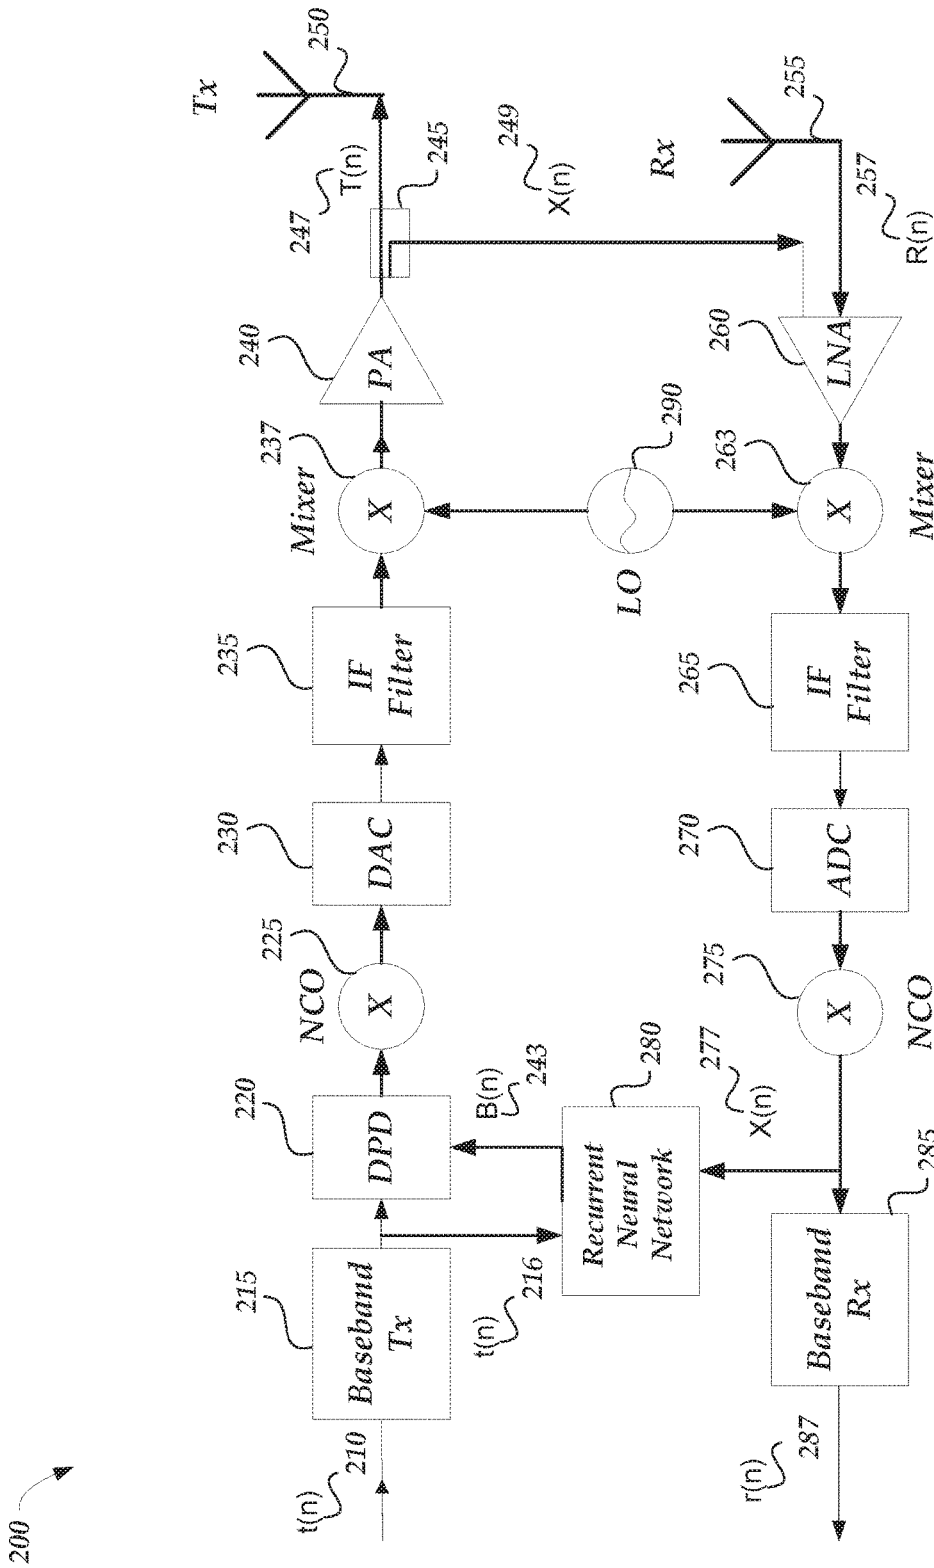 200
t(n)
210
215
Baseband
Tx
t(n)
216
220
DPD
B(n)
243
NCO
225
X
230
DAC
235
IF
Filter
Mixer
237
X
240
PA
247
T(n)
245
Tx
250
249
X(n)
LO
290
Rx
255
257
R(n)
260
LNA
263
X
Mixer
265
IF
Filter
270
ADC
275
X
NCO
277
X(n)
280
Recurrent
Neural
Network
285
Baseband
Rx
r(n)
287